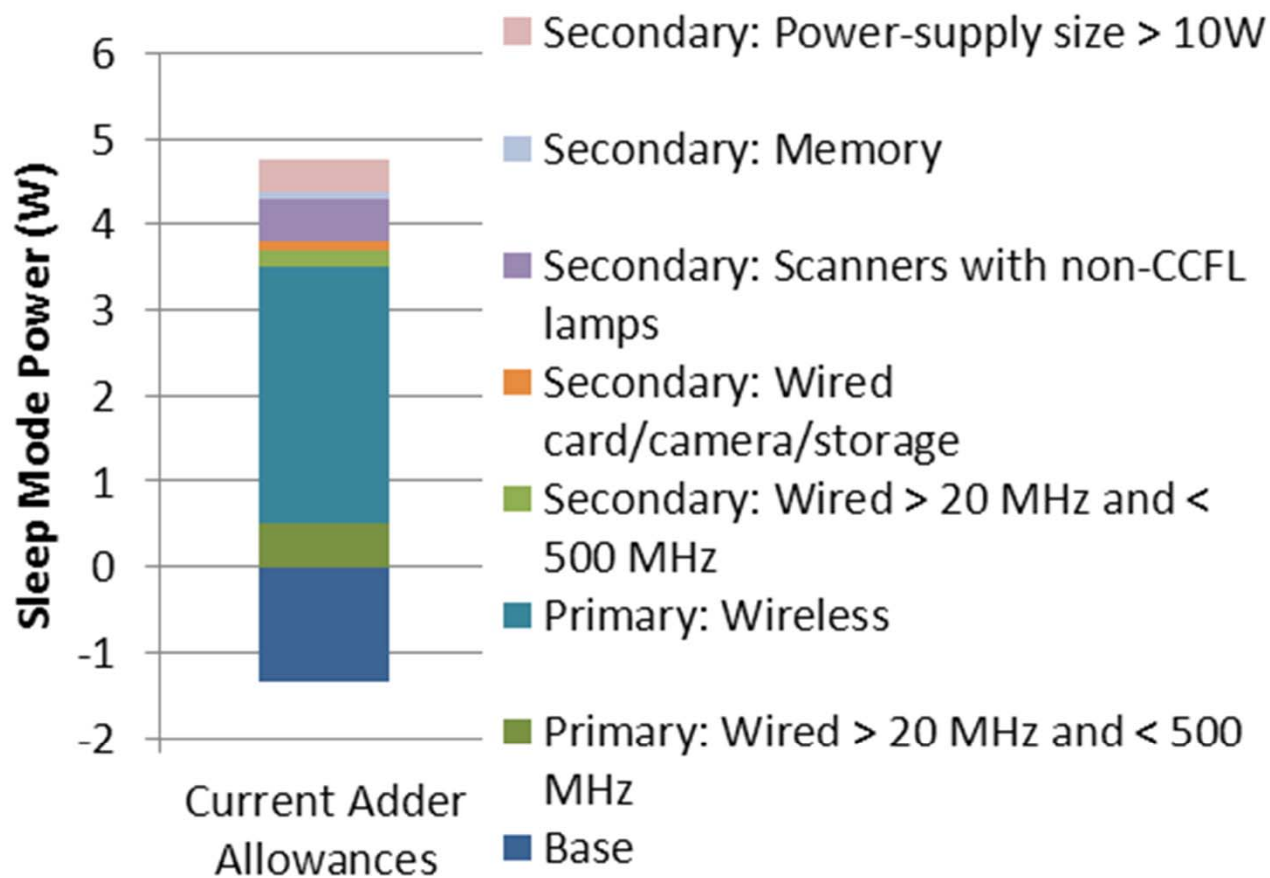 Sleep Mode Power (W)
6
5
4
3
2
1
0
-1
-2
Current Adder
Allowances
Secondary: Power-supply size > 10W
Secondary: Memory
Secondary: Scanners with non-CCFL
lamps
Secondary: Wired
card/camera/storage
Secondary: Wired > 20 MHz and <
500 MHz
Primary: Wireless
Primary: Wired > 20 MHz and < 500
MHz
Base